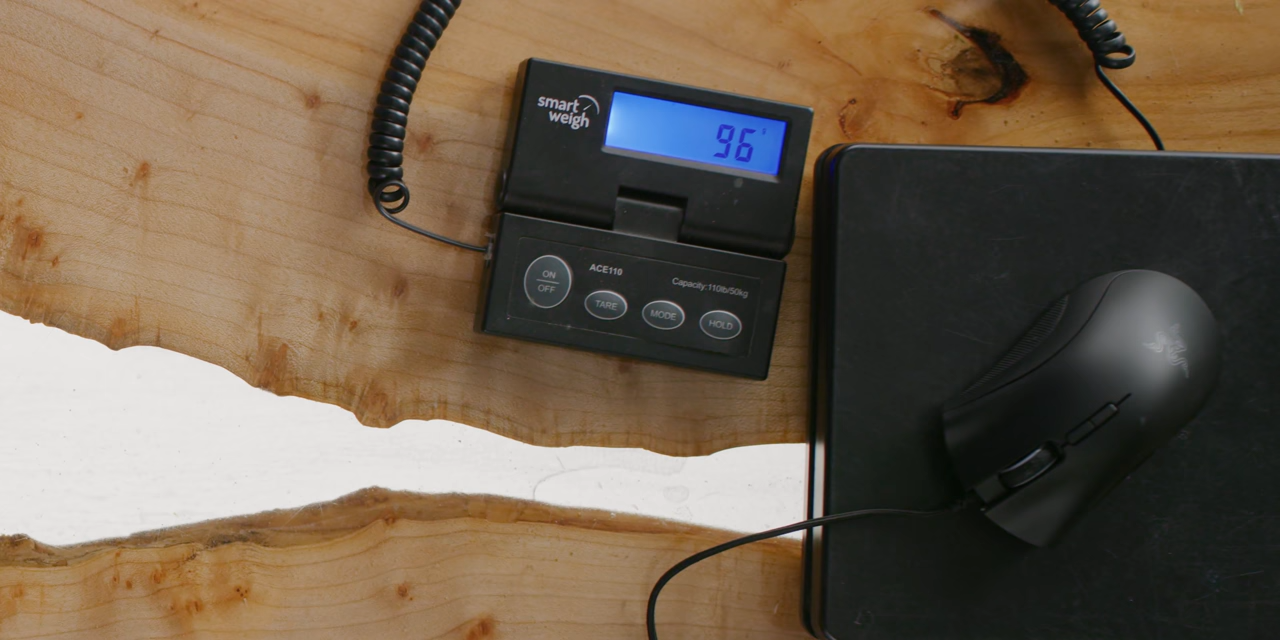 smart
weigh
96
ACE110
Capacity:110lb/50kg
ON
OFF
TARE
MODE
HOLD